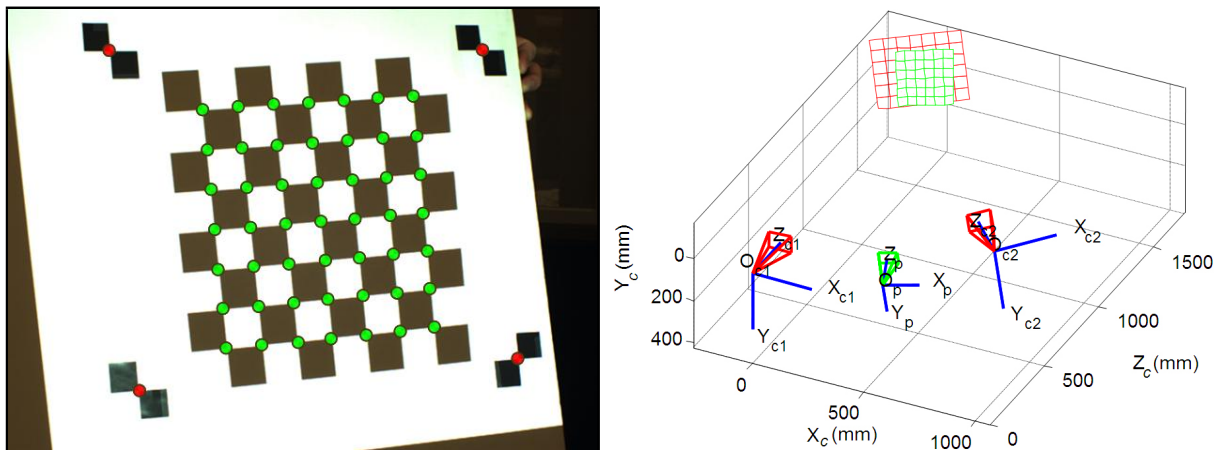 0
200
400
Y_c (mm)
Z_c1
O_c1
X_c1
Y_c1
Z_p
O_p
X_p
Y_p
Z_c2
O_c2
X_c2
Y_c2
0
500
1000
X_c (mm)
0
500
1000
1500
Z_c (mm)